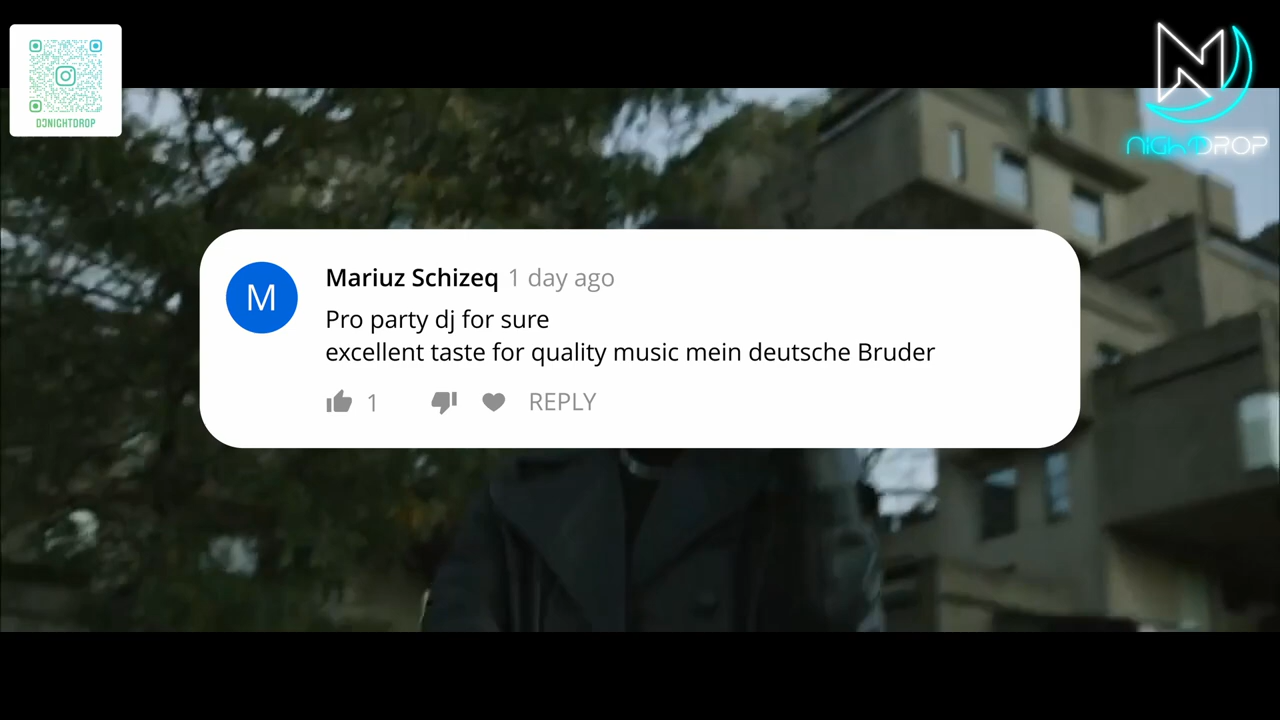 DJNIGHTDROP
N
NIGHTDROP
M
Mariuz Schizeq 1 day ago
Pro party dj for sure
excellent taste for quality music mein deutsche Bruder
1 REPLY